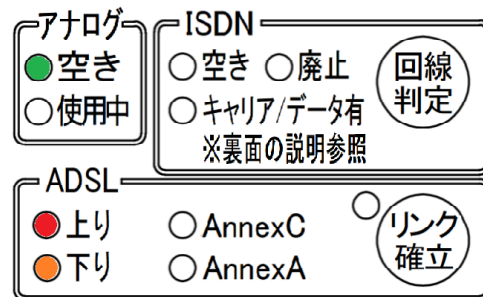 アナログ
空き
使用中
ISDN
空き 廃止
キャリア/データ有
※裏面の説明参照
回線
判定
ADSL
上り
下り
AnnexC
AnnexA
リンク
確立